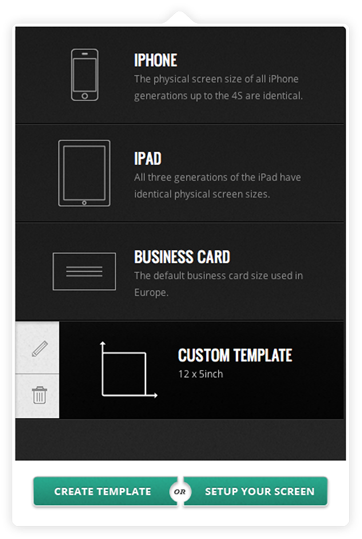 IPHONE
The physical screen size of all iPhone
generations up to the 4S are identical.
IPAD
All three generations of the iPad have
identical physical screen sizes.
BUSINESS CARD
The default business card size used in
Europe.
CUSTOM TEMPLATE
12 x 5inch
CREATE TEMPLATE OR SETUP YOUR SCREEN